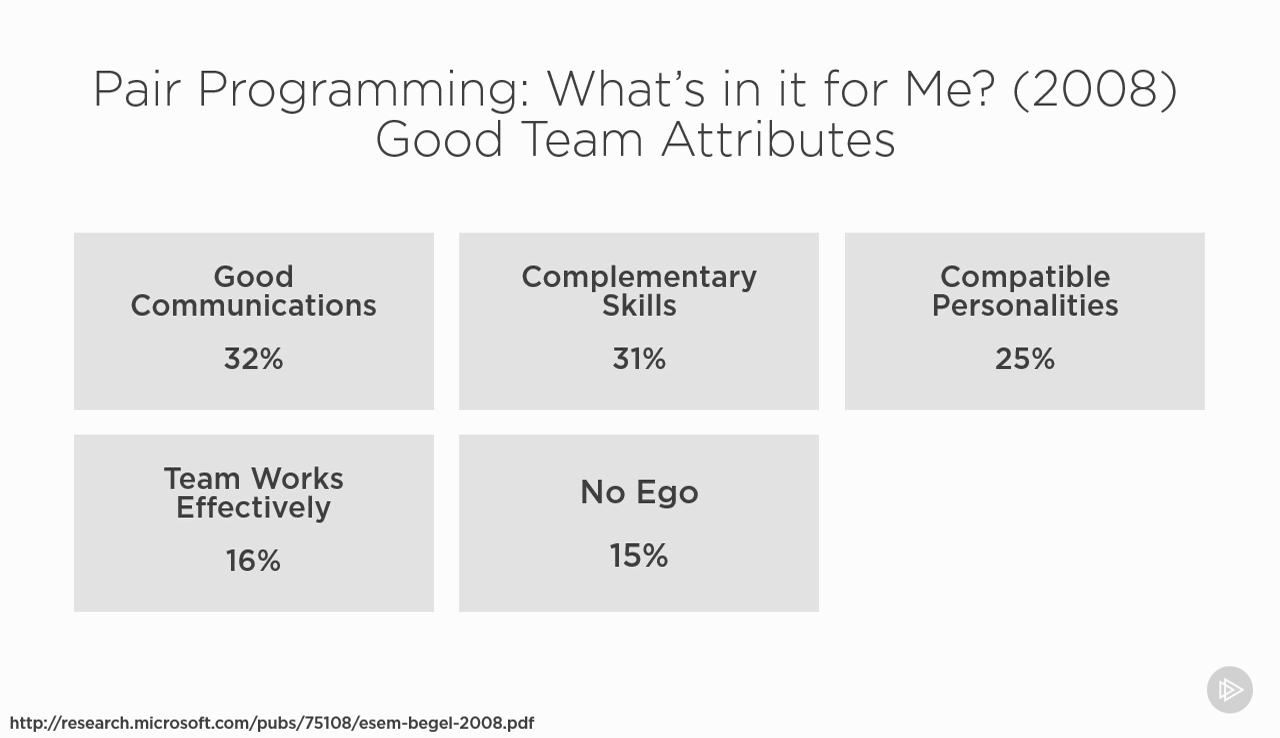 Pair Programming: What's in it for Me? (2008)
Good Team Attributes
Good
Communications
32%
Complementary
Skills
31%
Compatible
Personalities
25%
Team Works
Effectively
16%
No Ego
15%
http://research.microsoft.com/pubs/75108/esem-begel-2008.pdf